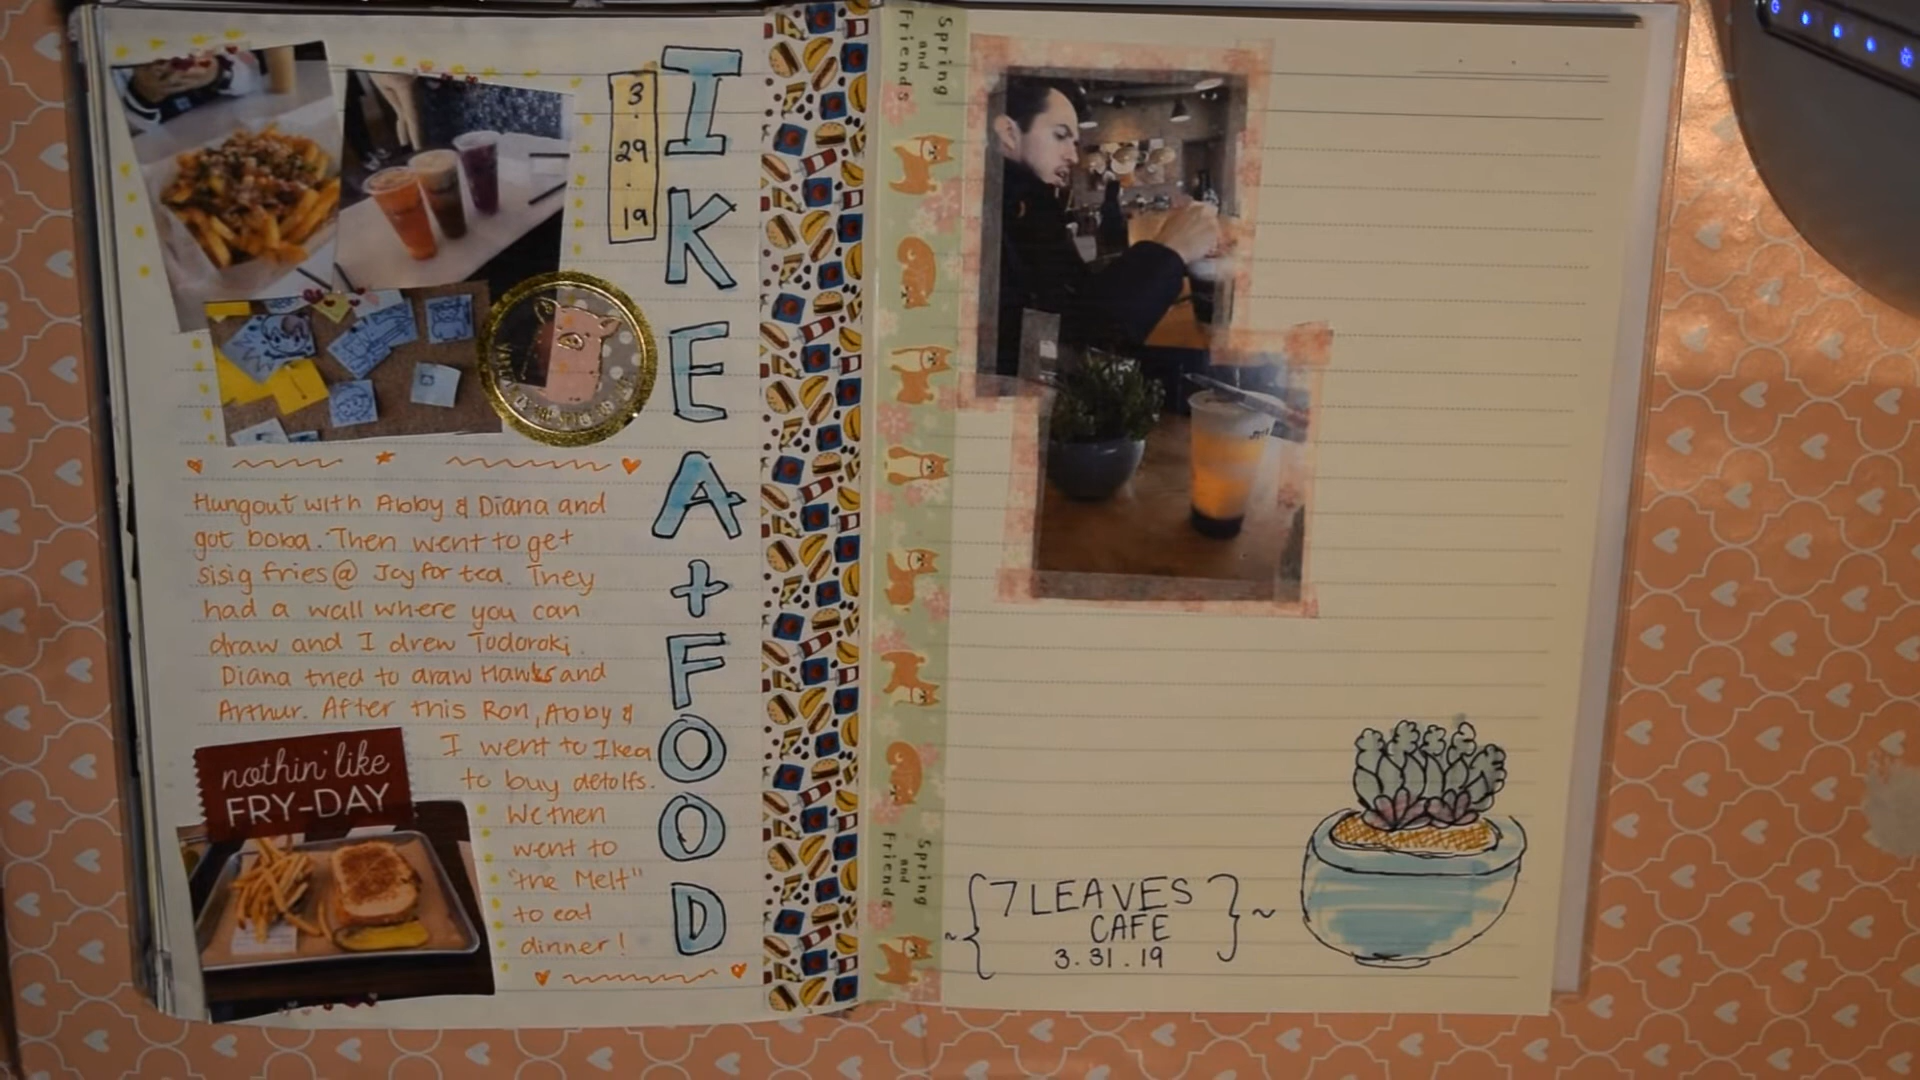 3.
29
.
19
IKEA + FOOD
Hungout with Abby & Diana and
got boba. Then went to get
sisig fries @ Joy for tea. They
had a wall where you can
draw and I drew Todoroki.
Diana tried to draw Hawks and
Arthur. After this Ron, Abby &
I went to Ikea
to buy detolfs.
We then
went to
"the Melt"
to eat
dinner!
nothin' like
FRY-DAY
Spring
and
Friends
Spring
and
Friends
~{7 LEAVES
CAFE
3.31.19}~